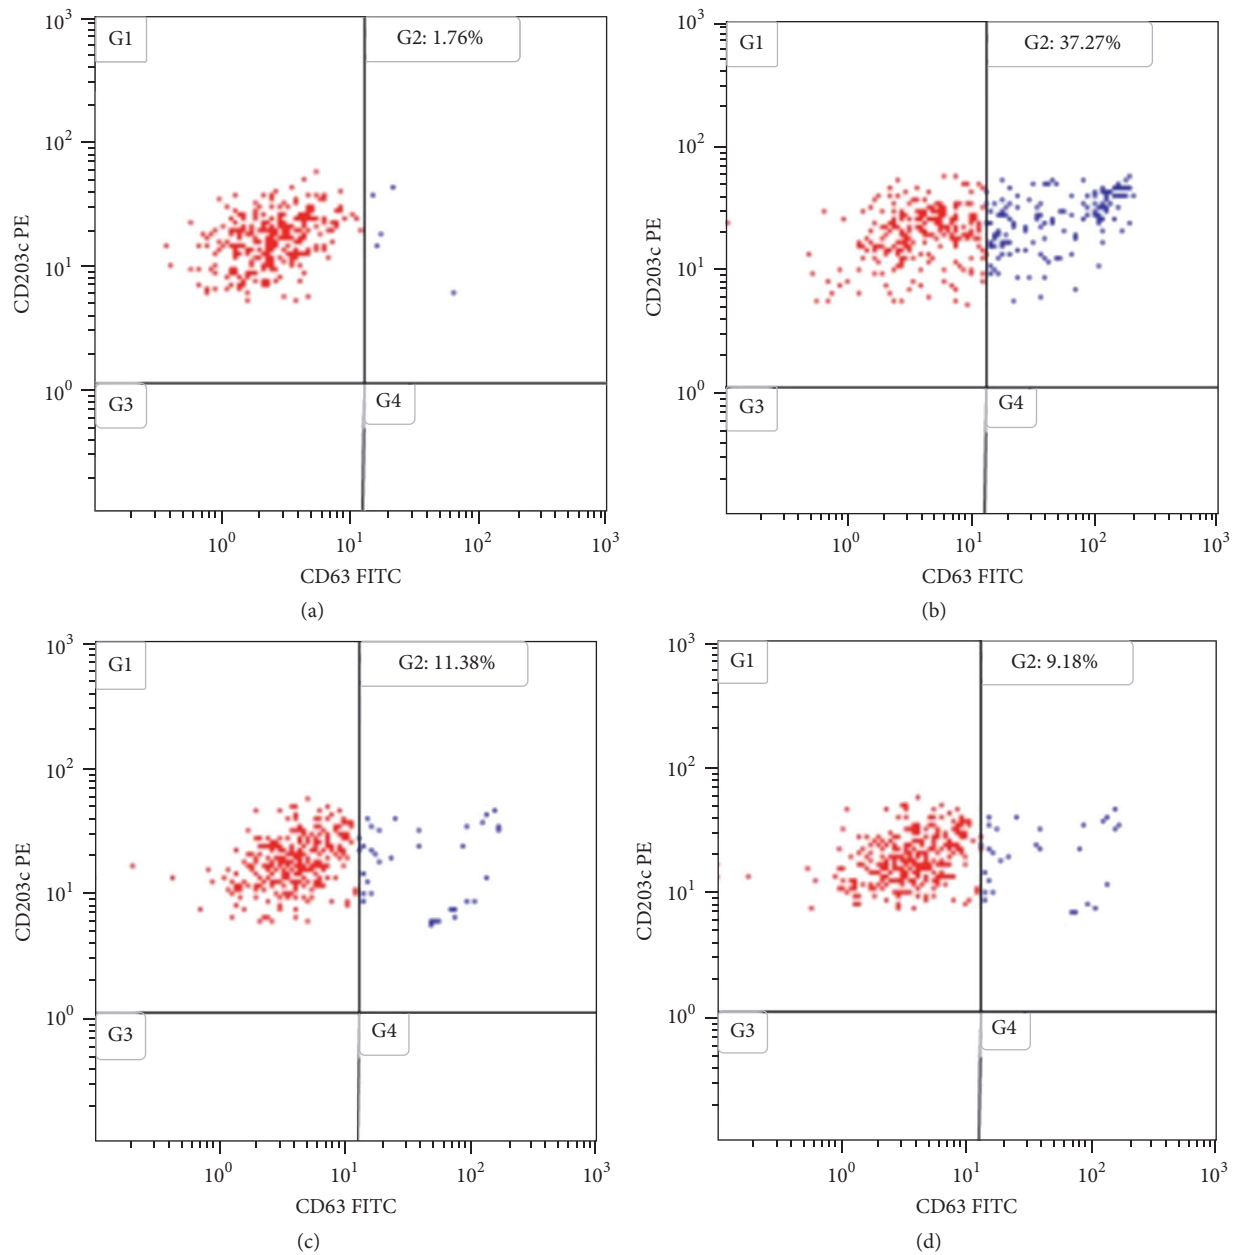 10³
G1
G2: 1.76%
10²
CD203c PE
10¹
10⁰
G3
G4
10⁰ 10¹ 10² 10³
CD63 FITC
(a)
10³
G1
G2: 37.27%
10²
CD203c PE
10¹
10⁰
G3
G4
10⁰ 10¹ 10² 10³
CD63 FITC
(b)
10³
G1
G2: 11.38%
10²
CD203c PE
10¹
10⁰
G3
G4
10⁰ 10¹ 10² 10³
CD63 FITC
(c)
10³
G1
G2: 9.18%
10²
CD203c PE
10¹
10⁰
G3
G4
10⁰ 10¹ 10² 10³
CD63 FITC
(d)